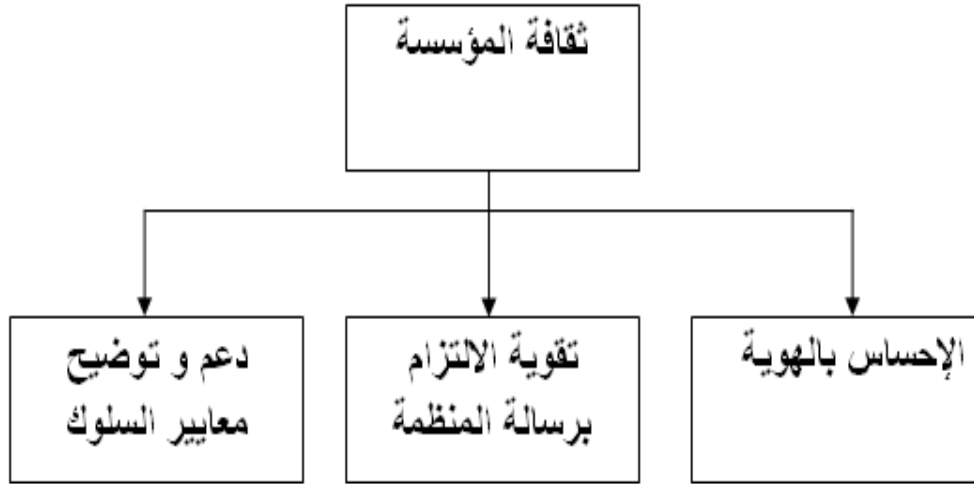 ثقافة المؤسسة
الإحساس بالهوية
تقوية الالتزام
برسالة المنظمة
دعم و توضيح
معايير السلوك